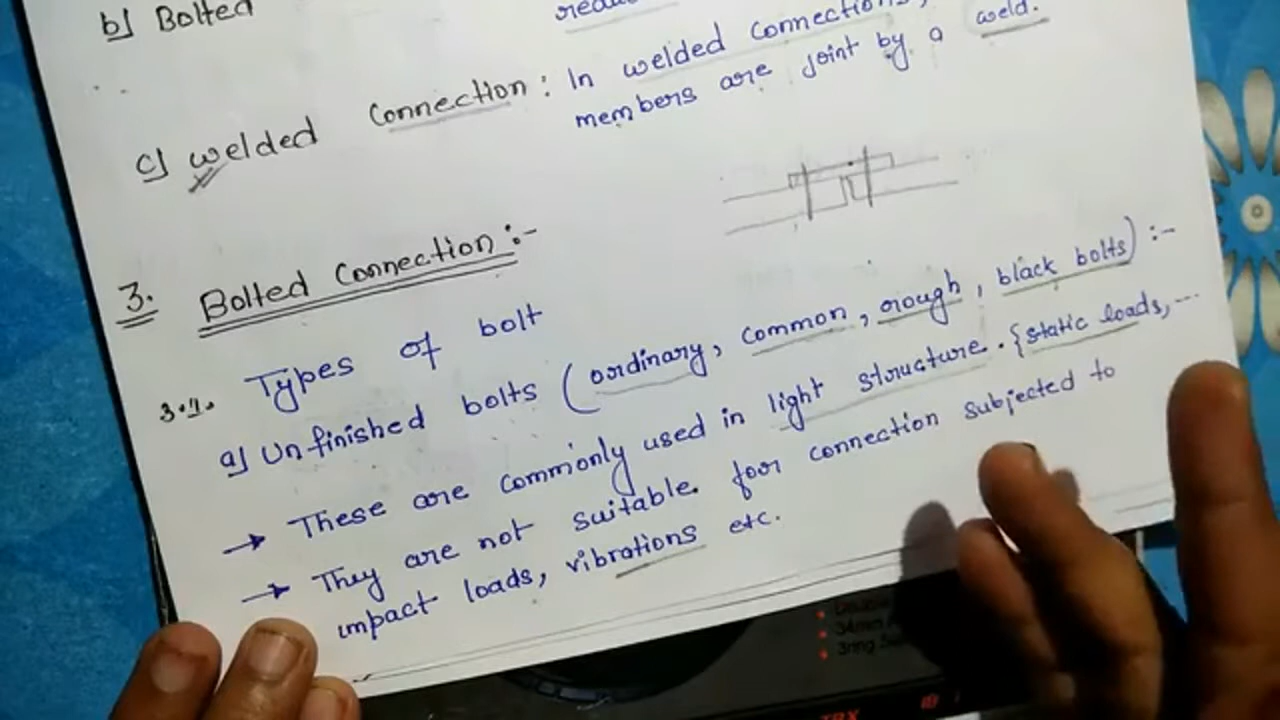 b) Bolted
c) welded connection : In welded connection,
members are joint by a weld.
3. Bolted Connection :-
3.1. Types of bolt
a) Unfinished bolts (ordinary, common, rough, black bolts) :-
→ These are commonly used in light structure. {static loads, ...
→ They are not suitable for connection subjected to
impact loads, vibrations etc.